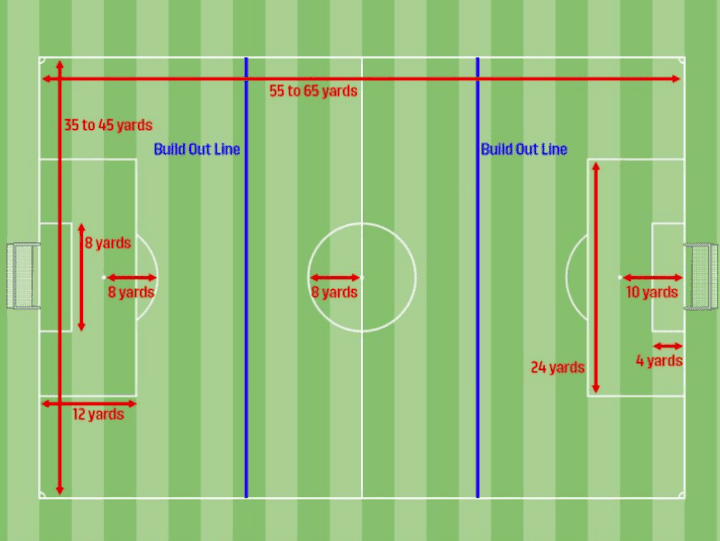 55 to 65 yards
35 to 45 yards
Build Out Line
Build Out Line
8 yards
8 yards
8 yards
10 yards
4 yards
24 yards
12 yards